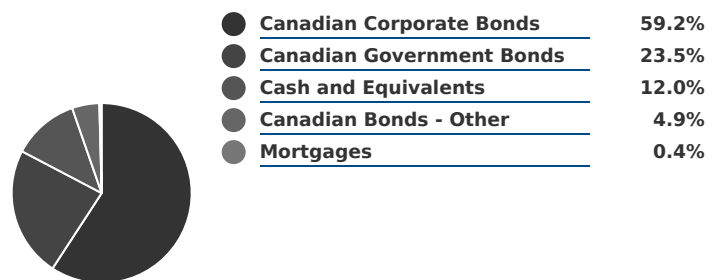 Canadian Corporate Bonds 59.2%
Canadian Government Bonds 23.5%
Cash and Equivalents 12.0%
Canadian Bonds - Other 4.9%
Mortgages 0.4%